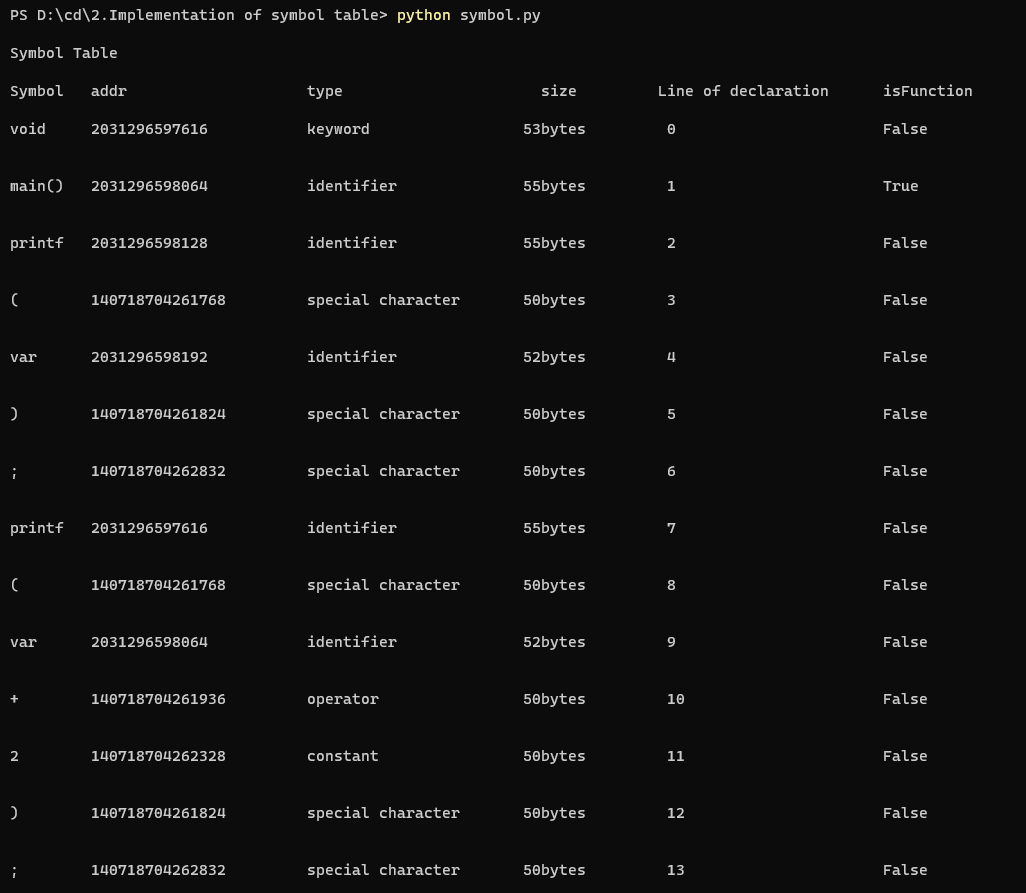 PS D:\cd\2.Implementation of symbol table> python symbol.py
Symbol Table
Symbol addr type size Line of declaration isFunction
void 2031296597616 keyword 53bytes 0 False
main() 2031296598064 identifier 55bytes 1 True
printf 2031296598128 identifier 55bytes 2 False
( 140718704261768 special character 50bytes 3 False
var 2031296598192 identifier 52bytes 4 False
) 140718704261824 special character 50bytes 5 False
; 140718704262832 special character 50bytes 6 False
printf 2031296597616 identifier 55bytes 7 False
( 140718704261768 special character 50bytes 8 False
var 2031296598064 identifier 52bytes 9 False
+ 140718704261936 operator 50bytes 10 False
2 140718704262328 constant 50bytes 11 False
) 140718704261824 special character 50bytes 12 False
; 140718704262832 special character 50bytes 13 False